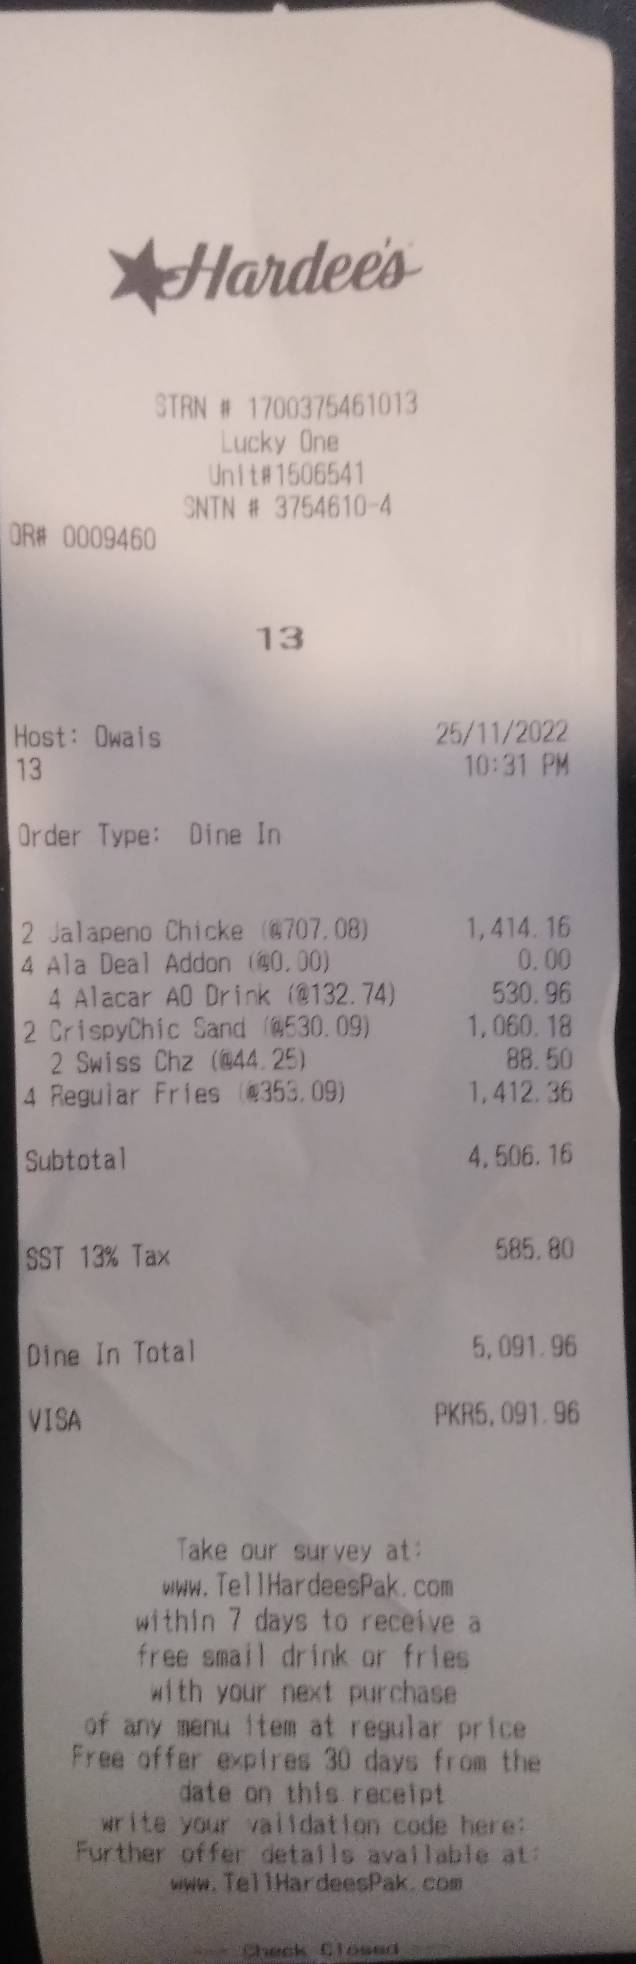 Hardee's
STRN # 1700375461013
Lucky One
Unit#1506541
SNTN # 3754610-4
OR# 0009460
13
Host: Owais 25/11/2022
13 10:31 PM
Order Type: Dine In
2 Jalapeno Chicke (@707.08) 1,414.16
4 Ala Deal Addon (@0.00) 0.00
4 Alacar AO Drink (@132.74) 530.96
2 CrispyChic Sand (@530.09) 1,060.18
2 Swiss Chz (@44.25) 88.50
4 Regular Fries (@353.09) 1,412.36
Subtotal 4,506.16
SST 13% Tax 585.80
Dine In Total 5,091.96
VISA PKR5,091.96
Take our survey at:
www.TellHardeesPak.com
within 7 days to receive a
free small drink or fries
with your next purchase
of any menu item at regular price
Free offer expires 30 days from the
date on this receipt
write your validation code here:
Further offer details available at:
www.TellHardeesPak.com
--- Check Closed ---